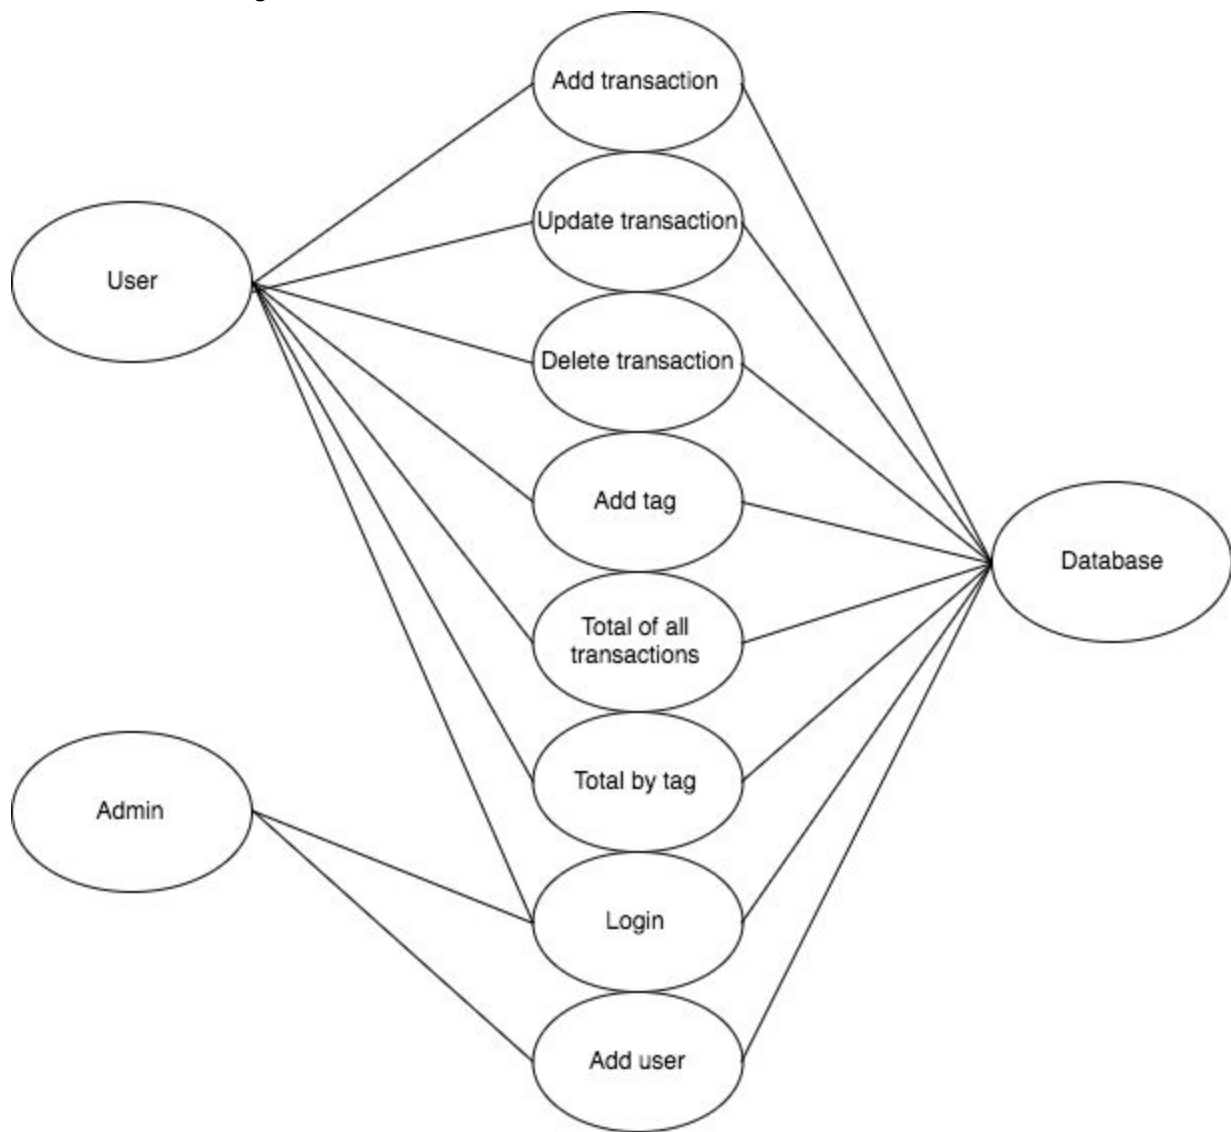 Add transaction
Update transaction
User
Delete transaction
Add tag
Database
Total of all
transactions
Total by tag
Admin
Login
Add user